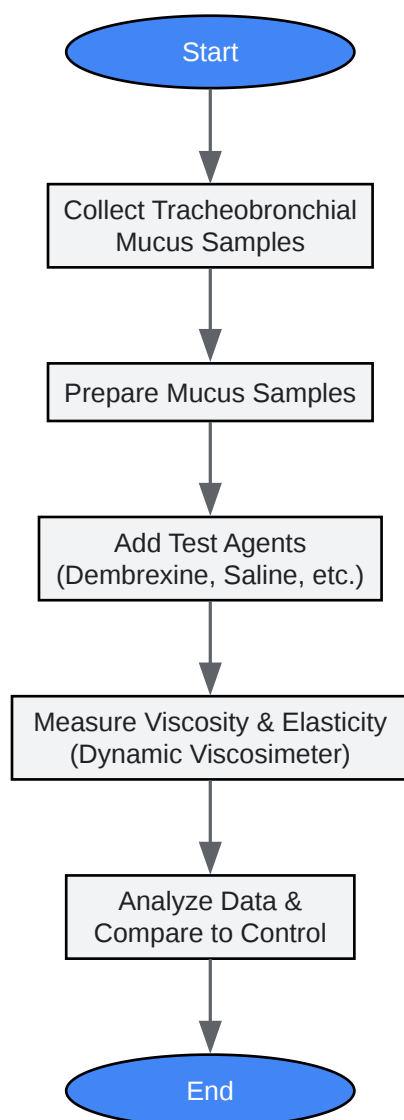 Start
Collect Tracheobronchial
Mucus Samples
Prepare Mucus Samples
Add Test Agents
(Dembrexine, Saline, etc.)
Measure Viscosity & Elasticity
(Dynamic Viscosimeter)
Analyze Data &
Compare to Control
End